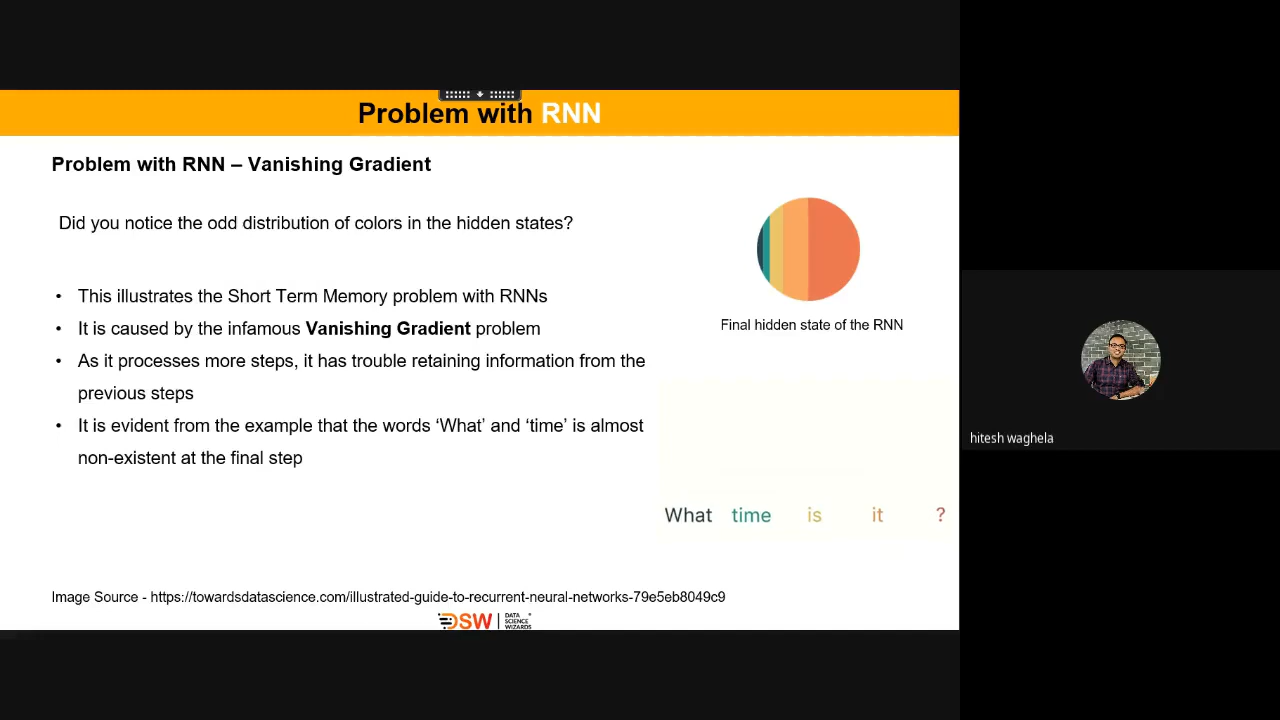 Problem with RNN
Problem with RNN – Vanishing Gradient
Did you notice the odd distribution of colors in the hidden states?
• This illustrates the Short Term Memory problem with RNNs
• It is caused by the infamous Vanishing Gradient problem
• As it processes more steps, it has trouble retaining information from the
previous steps
• It is evident from the example that the words ‘What’ and ‘time’ is almost
non-existent at the final step
Final hidden state of the RNN
What time is it ?
Image Source - https://towardsdatascience.com/illustrated-guide-to-recurrent-neural-networks-79e5eb8049c9
DSW
DATA
SCIENCE
WIZARDS
hitesh waghela